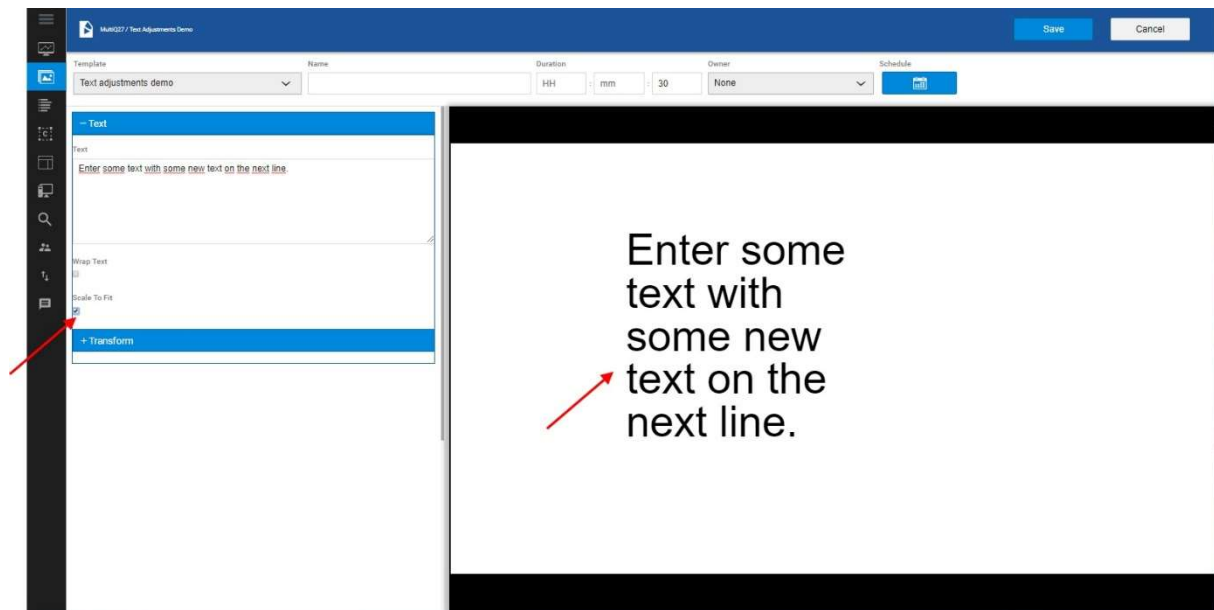 MultiQ27 / Text Adjustments Demo
Save
Cancel
Template
Name
Duration
Owner
Schedule
Text adjustments demo
HH : mm : 30
None
− Text
Text
Enter some text with some new text on the next line.
Wrap Text
Scale To Fit
+ Transform
Enter some
text with
some new
text on the
next line.